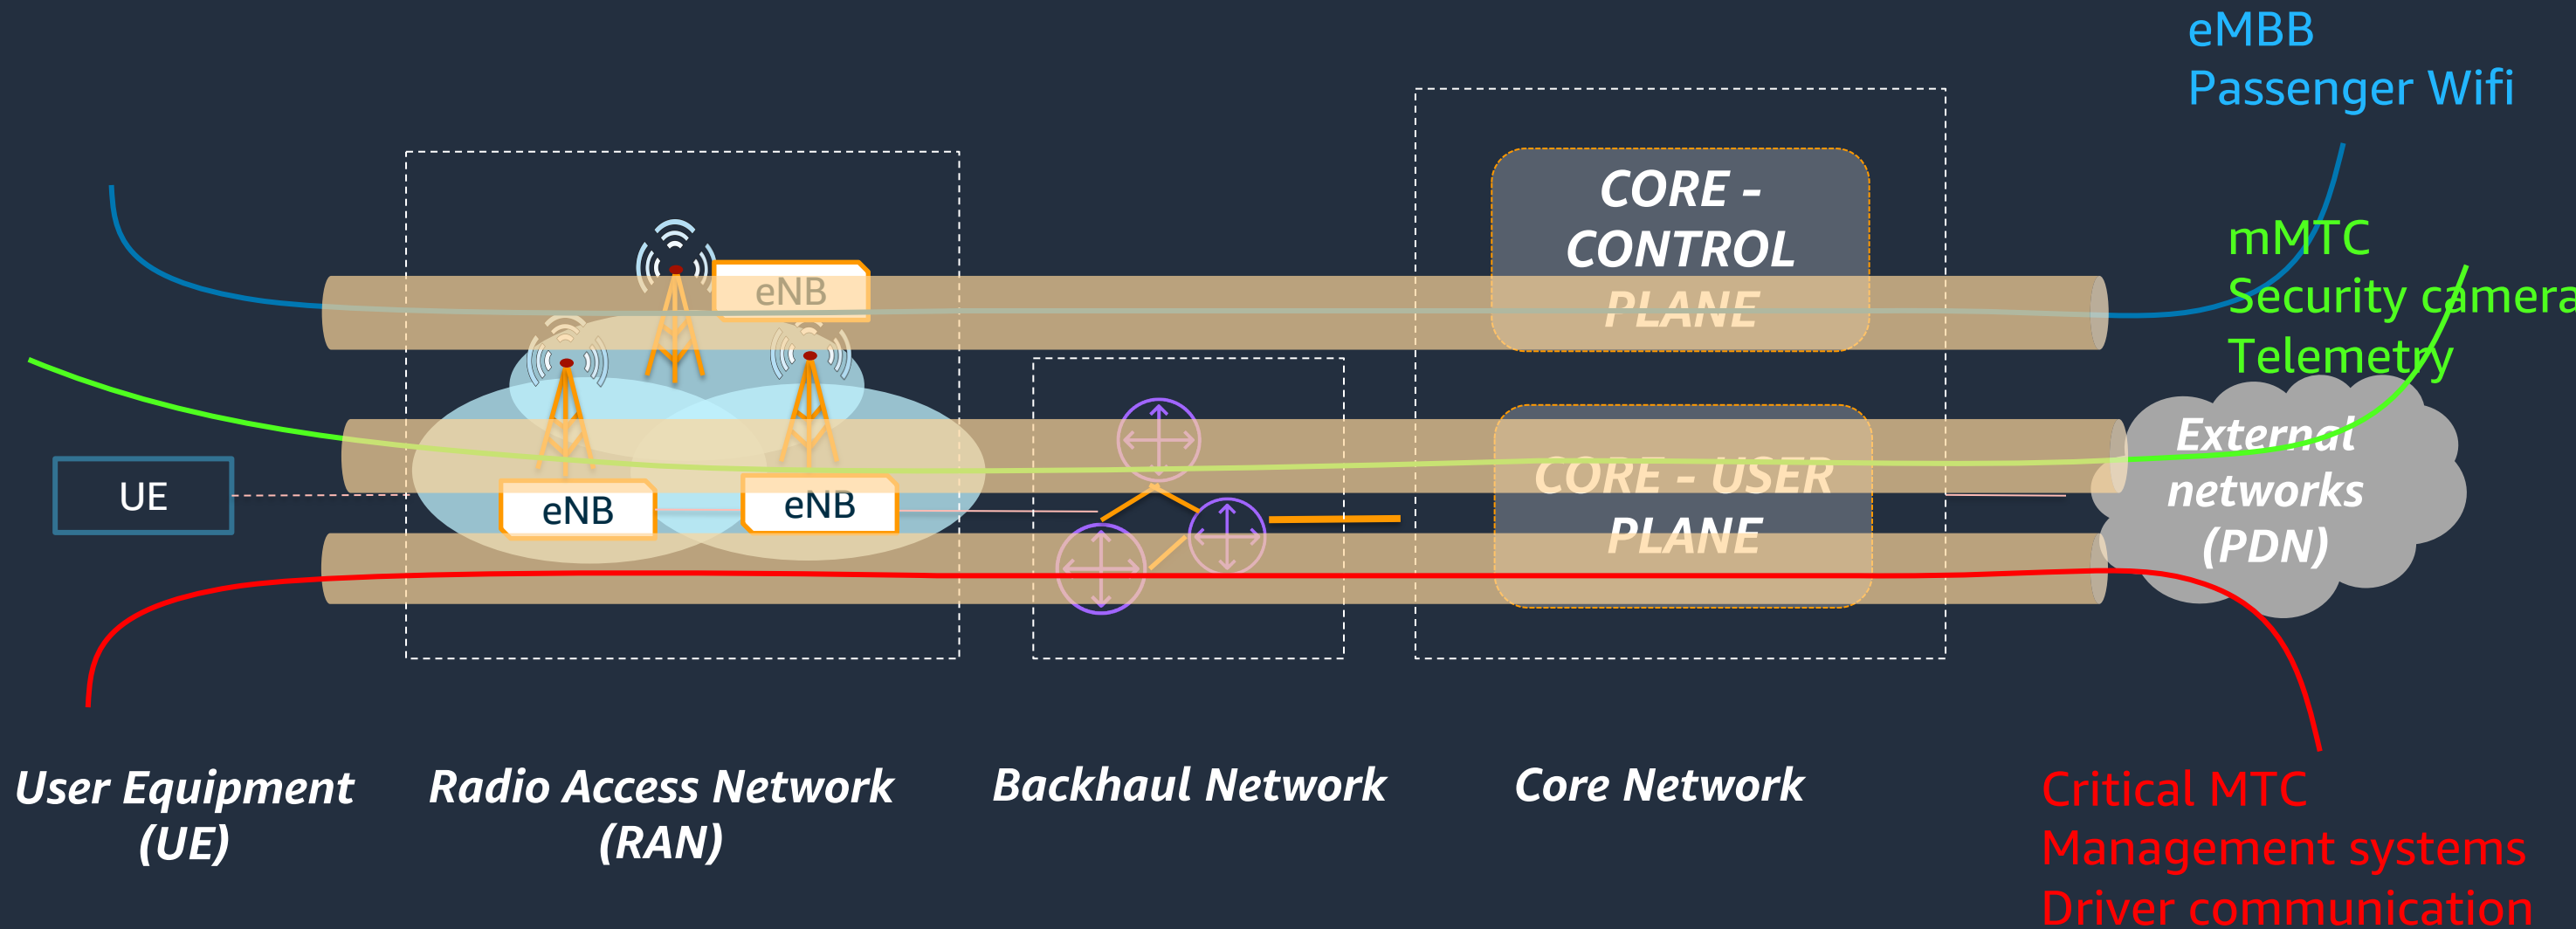 eMBB
Passenger Wifi
mMTC
Security camera
Telemetry
CORE -
CONTROL
PLANE
eNB
CORE - USER
PLANE
External
networks
(PDN)
UE
eNB
eNB
User Equipment
(UE)
Radio Access Network
(RAN)
Backhaul Network
Core Network
Critical MTC
Management systems
Driver communication